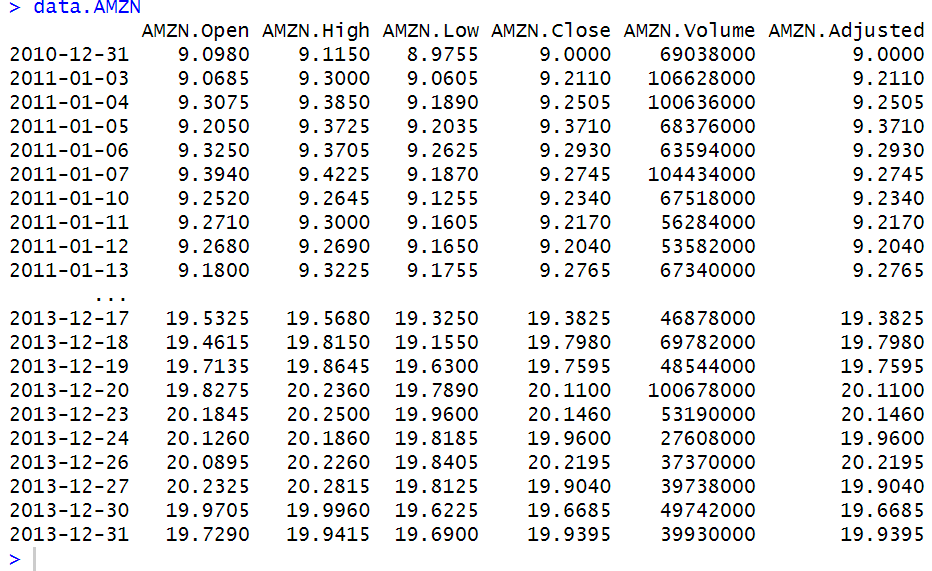 > data.AMZN
AMZN.Open AMZN.High AMZN.Low AMZN.Close AMZN.Volume AMZN.Adjusted
2010-12-31 9.0980 9.1150 8.9755 9.0000 69038000 9.0000
2011-01-03 9.0685 9.3000 9.0605 9.2110 106628000 9.2110
2011-01-04 9.3075 9.3850 9.1890 9.2505 100636000 9.2505
2011-01-05 9.2050 9.3725 9.2035 9.3710 68376000 9.3710
2011-01-06 9.3250 9.3705 9.2625 9.2930 63594000 9.2930
2011-01-07 9.3940 9.4225 9.1870 9.2745 104434000 9.2745
2011-01-10 9.2520 9.2645 9.1255 9.2340 67518000 9.2340
2011-01-11 9.2710 9.3000 9.1605 9.2170 56284000 9.2170
2011-01-12 9.2680 9.2690 9.1650 9.2040 53582000 9.2040
2011-01-13 9.1800 9.3225 9.1755 9.2765 67340000 9.2765
...
2013-12-17 19.5325 19.5680 19.3250 19.3825 46878000 19.3825
2013-12-18 19.4615 19.8150 19.1550 19.7980 69782000 19.7980
2013-12-19 19.7135 19.8645 19.6300 19.7595 48544000 19.7595
2013-12-20 19.8275 20.2360 19.7890 20.1100 100678000 20.1100
2013-12-23 20.1845 20.2500 19.9600 20.1460 53190000 20.1460
2013-12-24 20.1260 20.1860 19.8185 19.9600 27608000 19.9600
2013-12-26 20.0895 20.2260 19.8405 20.2195 37370000 20.2195
2013-12-27 20.2325 20.2815 19.8125 19.9040 39738000 19.9040
2013-12-30 19.9705 19.9960 19.6225 19.6685 49742000 19.6685
2013-12-31 19.7290 19.9415 19.6900 19.9395 39930000 19.9395
>